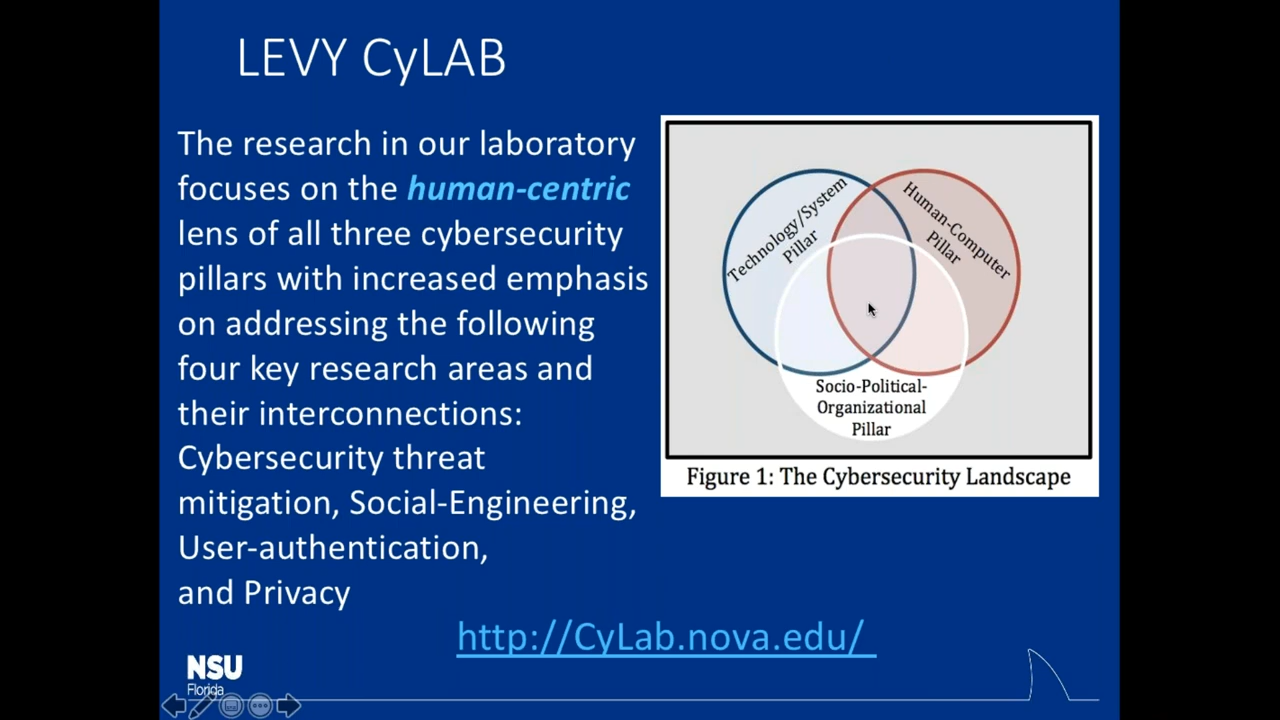 LEVY CyLAB
The research in our laboratory
focuses on the human-centric
lens of all three cybersecurity
pillars with increased emphasis
on addressing the following
four key research areas and
their interconnections:
Cybersecurity threat
mitigation, Social-Engineering,
User-authentication,
and Privacy
Technology/System
Pillar
Human-Computer
Pillar
Socio-Political-
Organizational
Pillar
Figure 1: The Cybersecurity Landscape
http://CyLab.nova.edu/
NSU
Florida